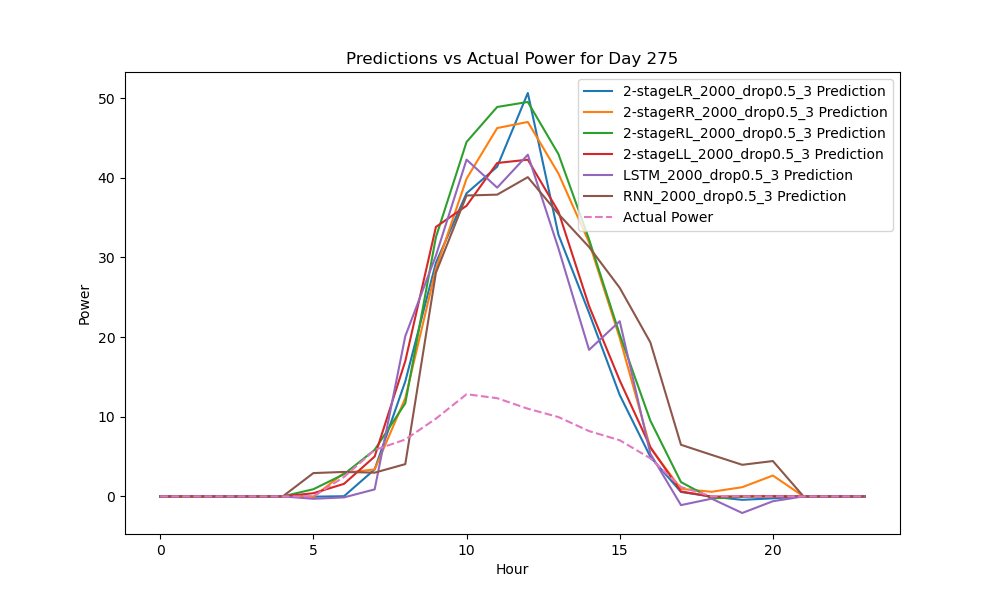 Predictions vs Actual Power for Day 275
2-stageLR_2000_drop0.5_3 Prediction
2-stageRR_2000_drop0.5_3 Prediction
2-stageRL_2000_drop0.5_3 Prediction
2-stageLL_2000_drop0.5_3 Prediction
LSTM_2000_drop0.5_3 Prediction
RNN_2000_drop0.5_3 Prediction
Actual Power
Power
50
40
30
20
10
0
0 5 10 15 20
Hour